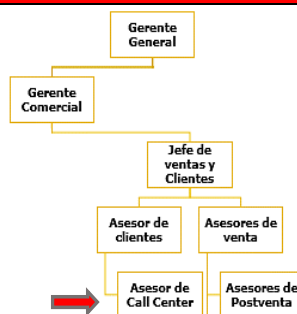 Gerente
General
Gerente
Comercial
Jefe de
ventas y
Clientes
Asesor de
clientes
Asesores de
venta
Asesor de
Call Center
Asesores de
Postventa